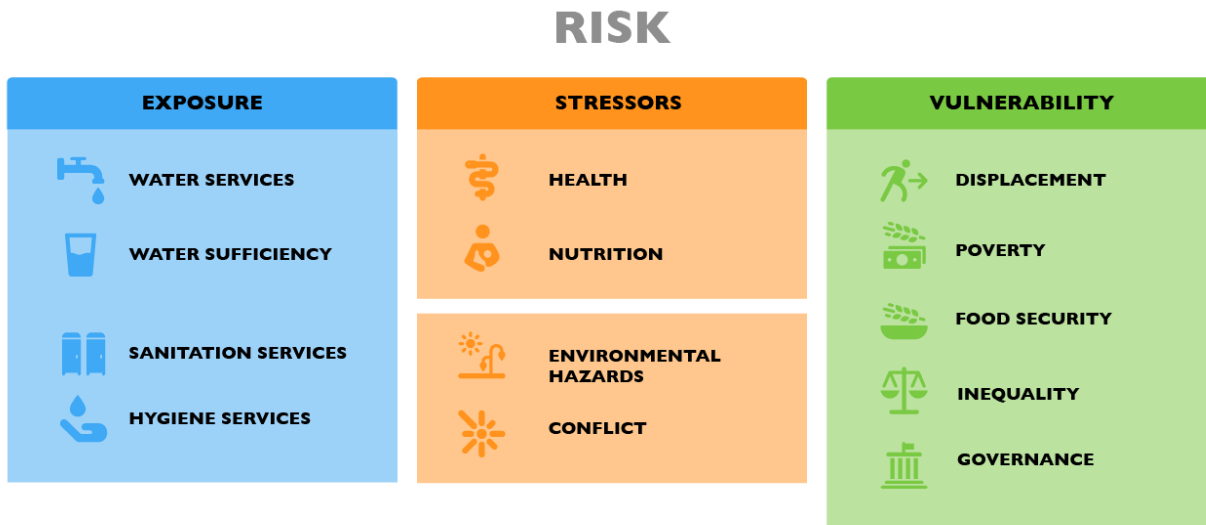 RISK
EXPOSURE
WATER SERVICES
WATER SUFFICIENCY
SANITATION SERVICES
HYGIENE SERVICES
STRESSORS
HEALTH
NUTRITION
ENVIRONMENTAL
HAZARDS
CONFLICT
VULNERABILITY
DISPLACEMENT
POVERTY
FOOD SECURITY
INEQUALITY
GOVERNANCE